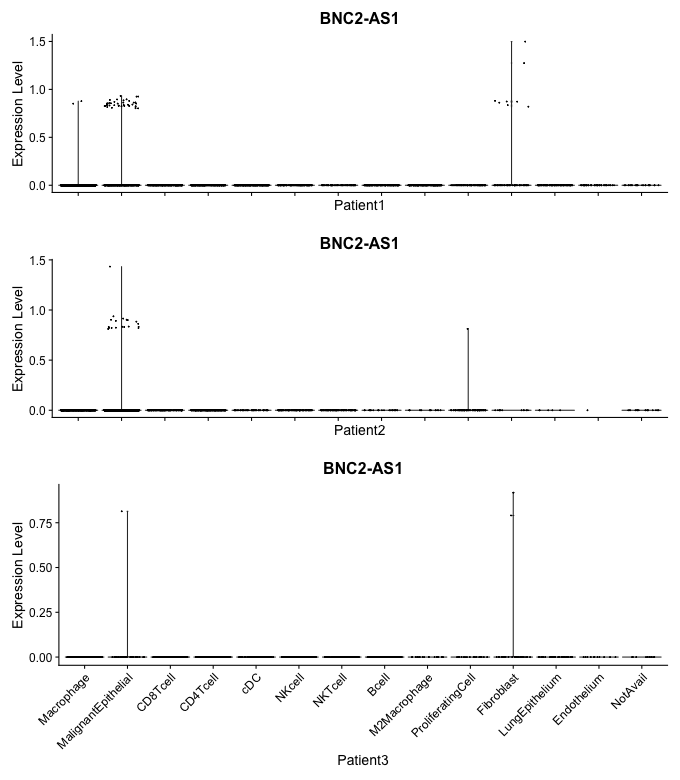 BNC2-AS1
1.5
1.0
0.5
0.0
Expression Level
Patient1
BNC2-AS1
1.5
1.0
0.5
0.0
Expression Level
Patient2
BNC2-AS1
0.75
0.50
0.25
0.00
Expression Level
Macrophage
MalignantEpithelial
CD8Tcell
CD4Tcell
cDC
NKcell
NKTcell
Bcell
M2Macrophage
ProliferatingCell
Fibroblast
LungEpithelium
Endothelium
NotAvail
Patient3